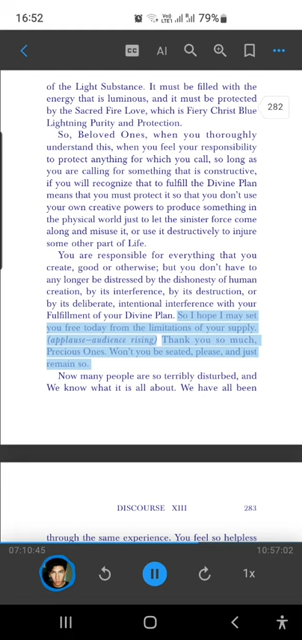 16:52
79%
CC AI
of the Light Substance. It must be filled with the
energy that is luminous, and it must be protected
by the Sacred Fire Love, which is Fiery Christ Blue
Lightning Purity and Protection.
282
So, Beloved Ones, when you thoroughly
understand this, when you feel your responsibility
to protect anything for which you call, so long as
you are calling for something that is constructive,
if you will recognize that to fulfill the Divine Plan
means that you must protect it so that you don't use
your own creative powers to produce something in
the physical world just to let the sinister force come
along and misuse it, or use it destructively to injure
some other part of Life.
You are responsible for everything that you
create, good or otherwise; but you don't have to
any longer be distressed by the dishonesty of human
creation, by its interference, by its destruction, or
by its deliberate, intentional interference with your
Fulfillment of your Divine Plan. So I hope I may set
you free today from the limitations of your supply.
(applause—audience rising) Thank you so much,
Precious Ones. Won't you be seated, please, and just
remain so.
Now many people are so terribly disturbed, and
We know what it is all about. We have all been
DISCOURSE XIII 283
through the same experience. You feel so helpless
07:10:45 10:57:02
1x